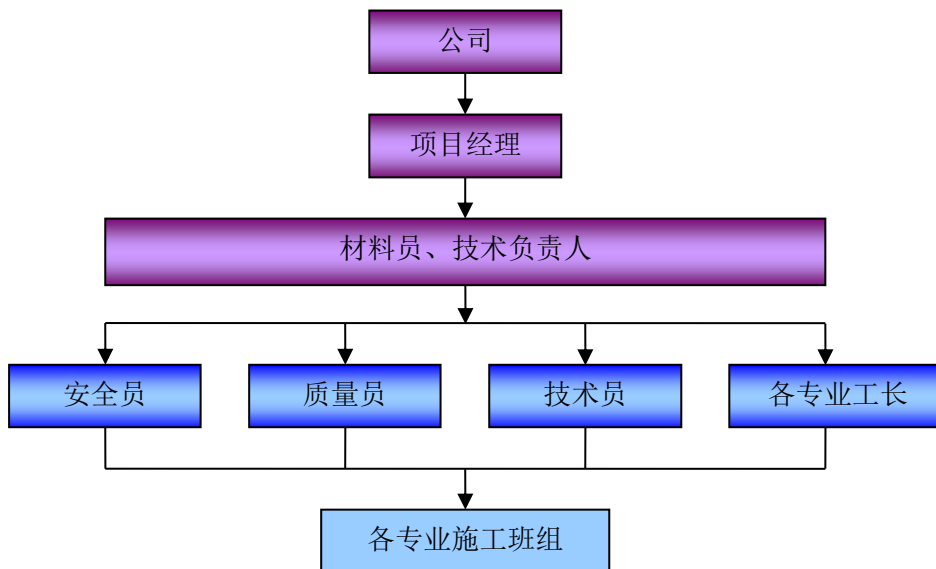 公司
项目经理
材料员、技术负责人
安全员
质量员
技术员
各专业工长
各专业施工班组